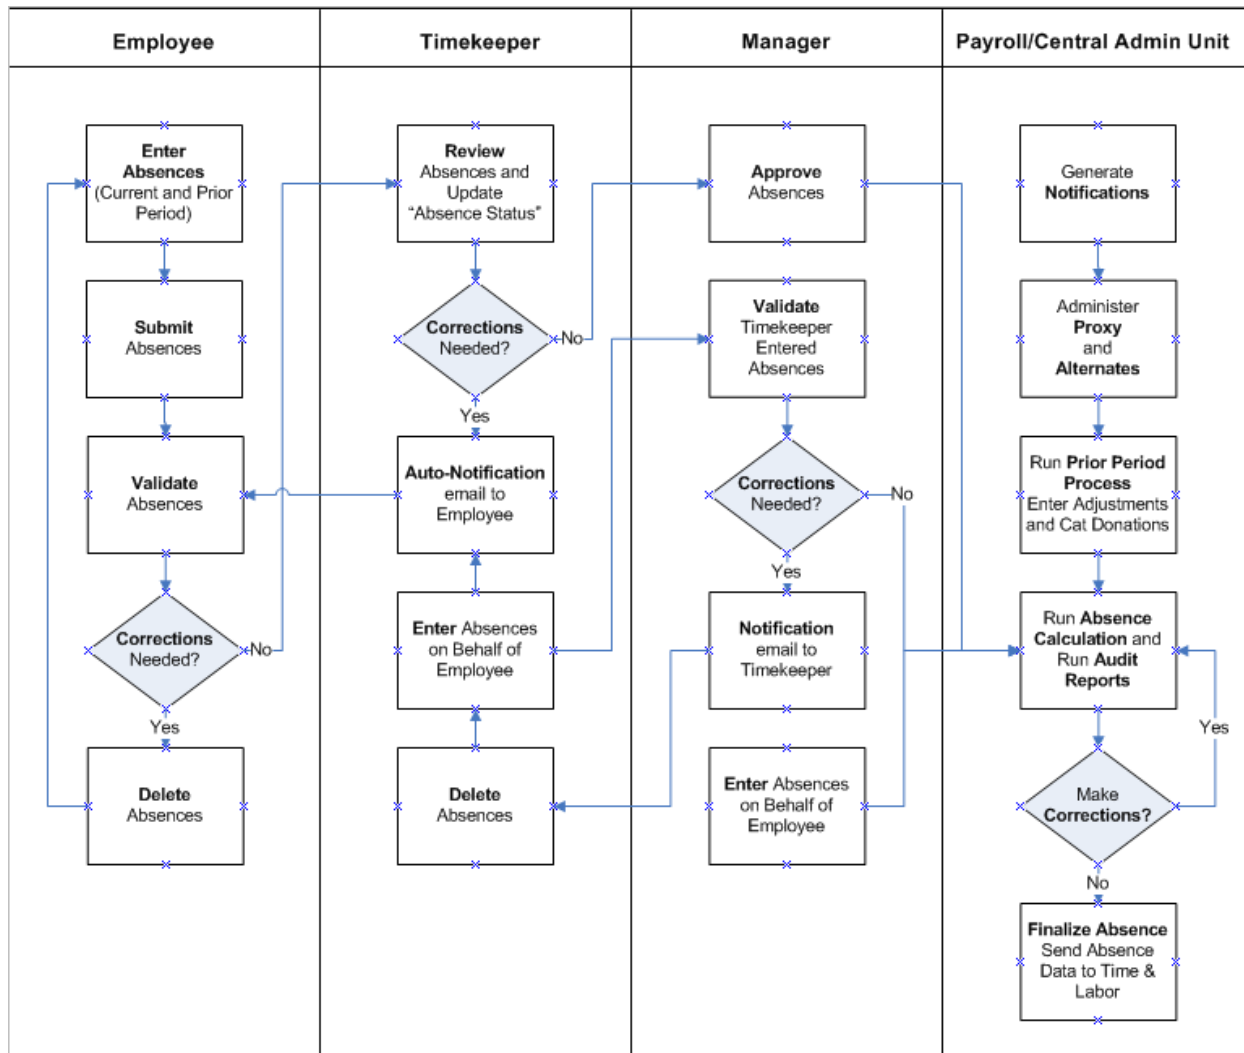 Employee
Timekeeper
Manager
Payroll/Central Admin Unit
Enter
Absences
(Current and Prior
Period)
Submit
Absences
Validate
Absences
Corrections
Needed?
No
Yes
Delete
Absences
Review
Absences and
Update
“Absence Status”
Corrections
Needed?
No
Yes
Auto-Notification
email to
Employee
Enter Absences
on Behalf of
Employee
Delete
Absences
Approve
Absences
Validate
Timekeeper
Entered
Absences
Corrections
Needed?
No
Yes
Notification
email to
Timekeeper
Enter Absences
on Behalf of
Employee
Generate
Notifications
Administer
Proxy
and
Alternates
Run Prior Period
Process
Enter Adjustments
and Cat Donations
Run Absence
Calculation and
Run Audit
Reports
Yes
Make
Corrections?
No
Finalize Absence
Send Absence
Data to Time &
Labor